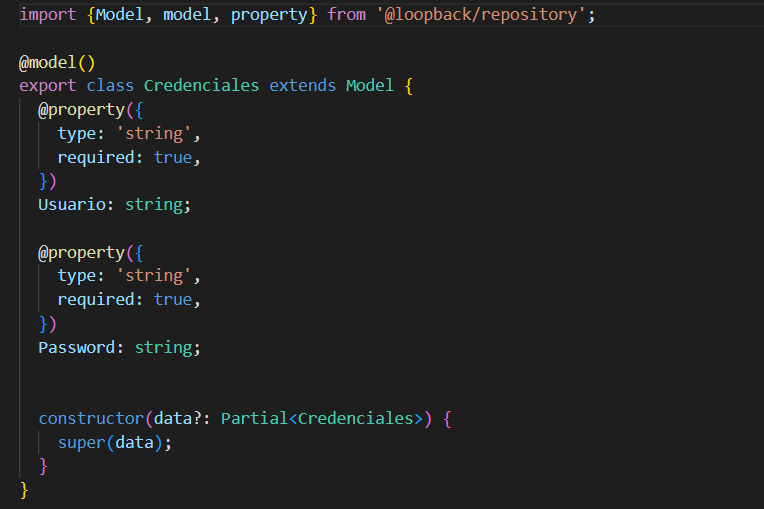 import {Model, model, property} from '@loopback/repository';
@model()
export class Credenciales extends Model {
@property({
type: 'string',
required: true,
})
Usuario: string;
@property({
type: 'string',
required: true,
})
Password: string;
constructor(data?: Partial<Credenciales>) {
super(data);
}
}